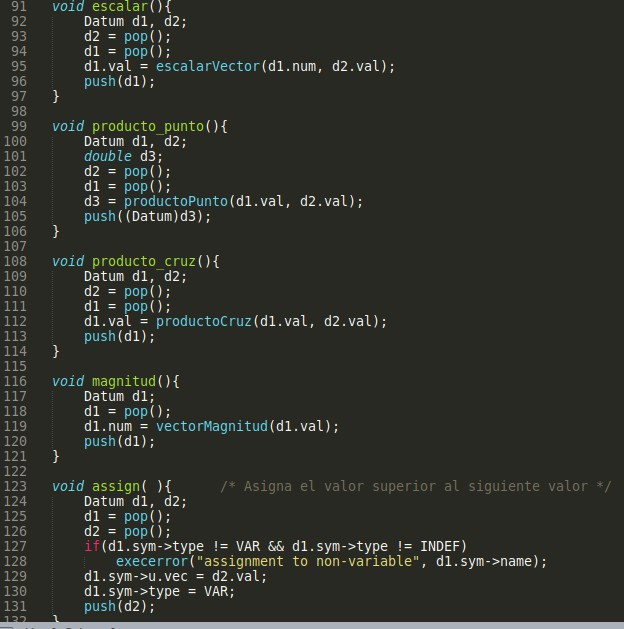 91 void escalar(){
92 Datum d1, d2;
93 d2 = pop();
94 d1 = pop();
95 d1.val = escalarVector(d1.num, d2.val);
96 push(d1);
97 }
98
99 void producto_punto(){
100 Datum d1, d2;
101 double d3;
102 d2 = pop();
103 d1 = pop();
104 d3 = productoPunto(d1.val, d2.val);
105 push((Datum)d3);
106 }
107
108 void producto_cruz(){
109 Datum d1, d2;
110 d2 = pop();
111 d1 = pop();
112 d1.val = productoCruz(d1.val, d2.val);
113 push(d1);
114 }
115
116 void magnitud(){
117 Datum d1;
118 d1 = pop();
119 d1.num = vectorMagnitud(d1.val);
120 push(d1);
121 }
122
123 void assign( ){ /* Asigna el valor superior al siguiente valor */
124 Datum d1, d2;
125 d1 = pop();
126 d2 = pop();
127 if(d1.sym->type != VAR && d1.sym->type != INDEF)
128 execerror("assignment to non-variable", d1.sym->name);
129 d1.sym->u.vec = d2.val;
130 d1.sym->type = VAR;
131 push(d2);
132 }